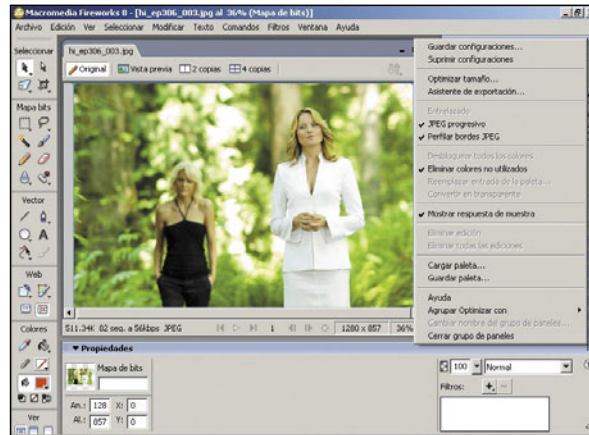 Macromedia Fireworks 8 - [hi_ep306_003.jpg al 36% (Mapa de bits)]
Archivo Edición Ver Seleccionar Modificar Texto Comandos Filtros Ventana Ayuda
Seleccionar
hi_ep306_003.jpg
Original Vista previa 2 copias 4 copias
Mapa bits
Vector
Web
Colores
Ver
Guardar configuraciones...
Suprimir configuraciones
Optimizar tamaño...
Asistente de exportación...
Entrelazado
JPEG progresivo
Perfilar bordes JPEG
Desbloquear todos los colores
Eliminar colores no utilizados
Reemplazar entrada de la paleta...
Convertir en transparente
Mostrar respuesta de muestra
Eliminar edición
Eliminar todas las ediciones
Cargar paleta...
Guardar paleta...
Ayuda
Agrupar Optimizar con
Cambiar nombre del grupo de paneles...
Cerrar grupo de paneles
511.34K 82 seg. a 56kbps JPEG 1 1280 x 857 36%
Propiedades
Mapa de bits
An.: 128 X: 0
Al.: 857 Y: 0
100 Normal
Filtros: